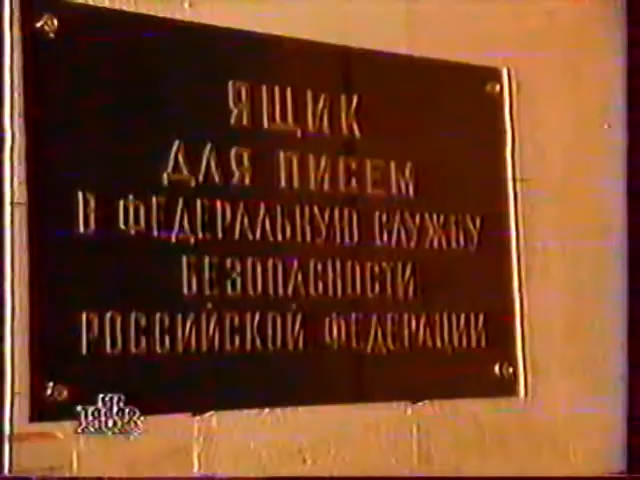 ЯЩИК
ДЛЯ ПИСЕМ
В ФЕДЕРАЛЬНУЮ СЛУЖБУ
БЕЗОПАСНОСТИ
РОССИЙСКОЙ ФЕДЕРАЦИИ